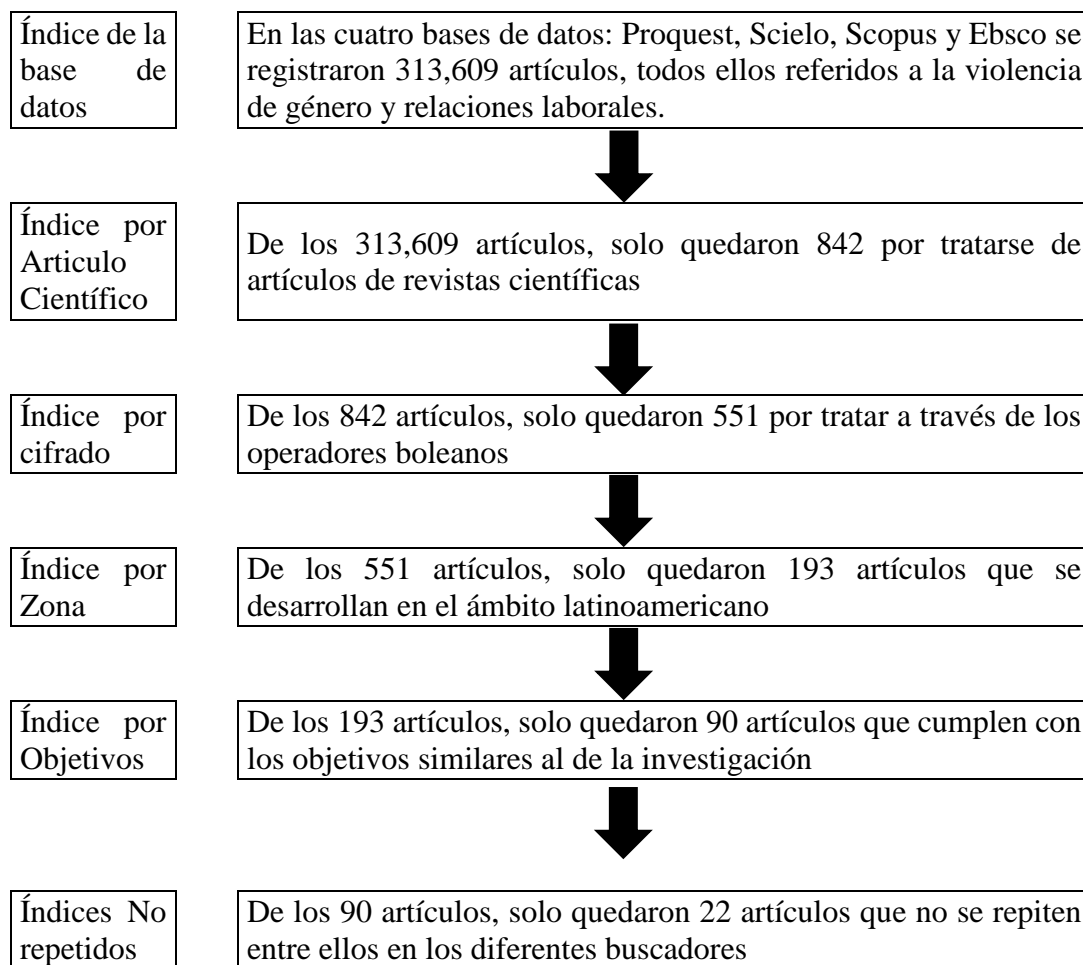 Índice de la
base de
datos
En las cuatro bases de datos: Proquest, Scielo, Scopus y Ebsco se
registraron 313,609 artículos, todos ellos referidos a la violencia
de género y relaciones laborales.
Índice por
Articulo
Científico
De los 313,609 artículos, solo quedaron 842 por tratarse de
artículos de revistas científicas
Índice por
cifrado
De los 842 artículos, solo quedaron 551 por tratar a través de los
operadores boleanos
Índice por
Zona
De los 551 artículos, solo quedaron 193 artículos que se
desarrollan en el ámbito latinoamericano
Índice por
Objetivos
De los 193 artículos, solo quedaron 90 artículos que cumplen con
los objetivos similares al de la investigación
Índices No
repetidos
De los 90 artículos, solo quedaron 22 artículos que no se repiten
entre ellos en los diferentes buscadores